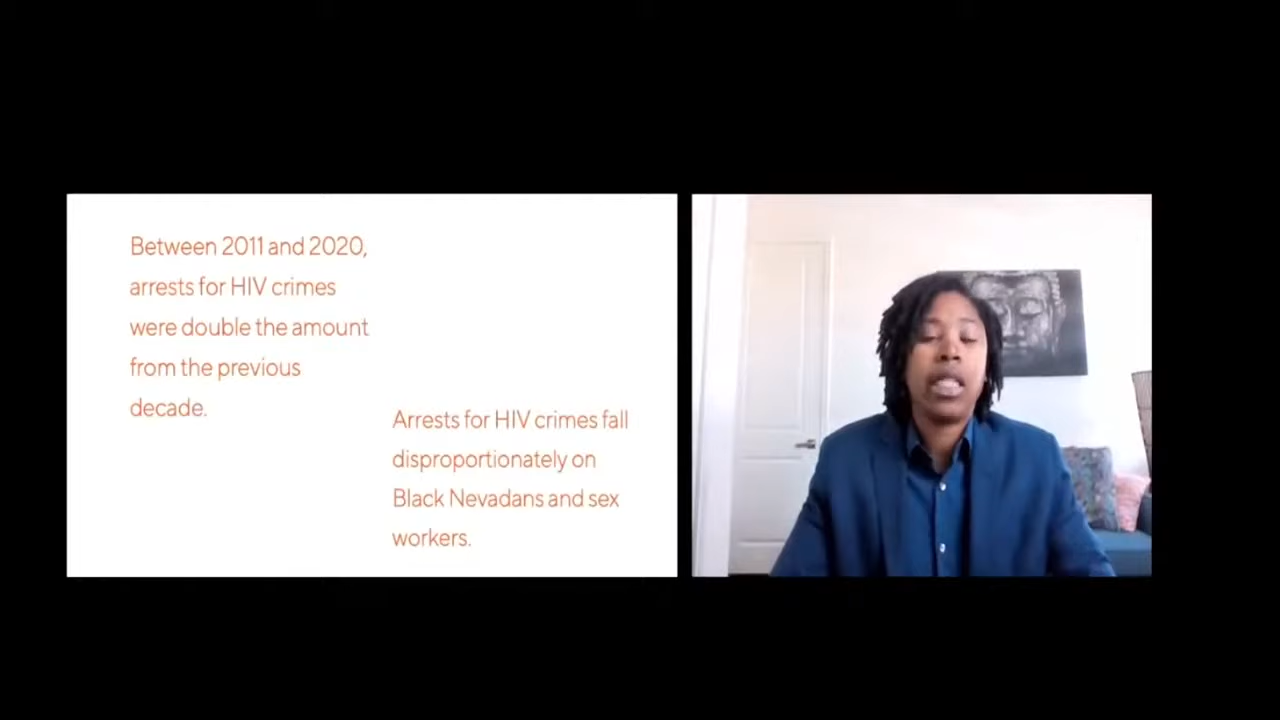 Between 2011 and 2020,
arrests for HIV crimes
were double the amount
from the previous
decade.
Arrests for HIV crimes fall
disproportionately on
Black Nevadans and sex
workers.